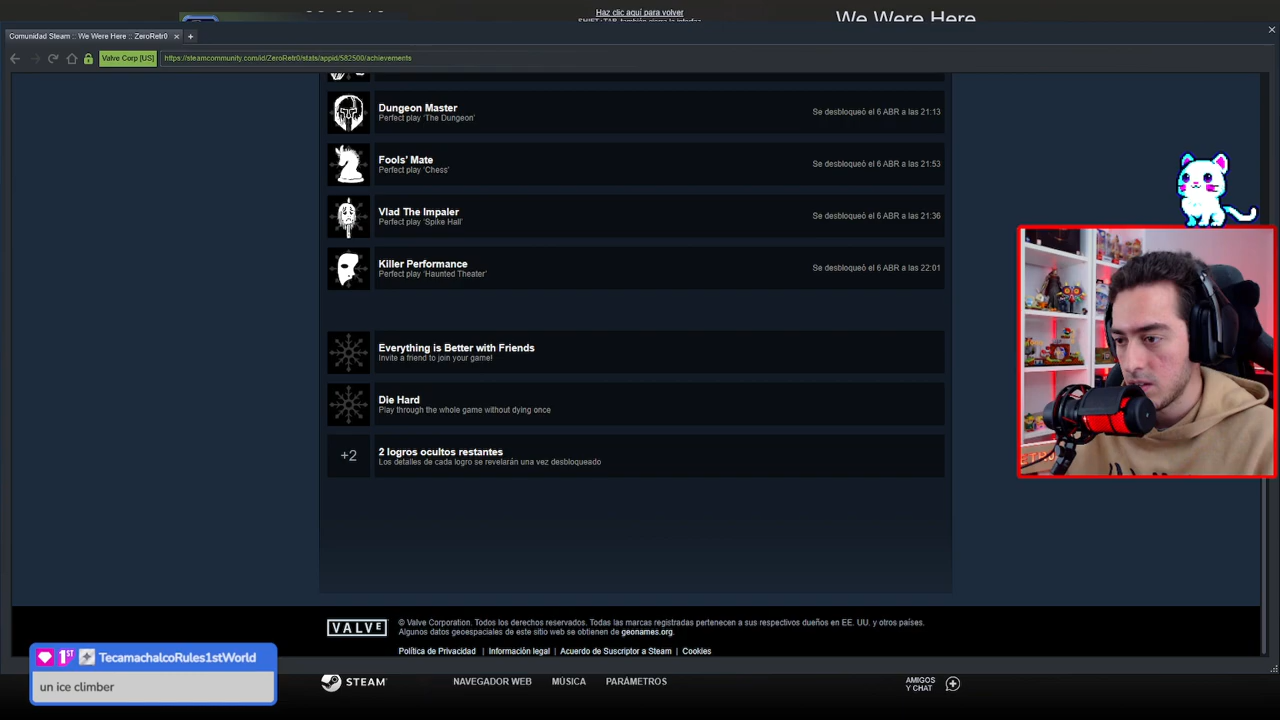 Haz clic aquí para volver
We Were Here
Comunidad Steam :: We Were Here :: ZeroRetr0
Valve Corp [US]
https://steamcommunity.com/id/ZeroRetr0/stats/appid/582500/achievements
Dungeon Master
Perfect play 'The Dungeon'
Se desbloqueó el 6 ABR a las 21:13
Fools' Mate
Perfect play 'Chess'
Se desbloqueó el 6 ABR a las 21:53
Vlad The Impaler
Perfect play 'Spike Hall'
Se desbloqueó el 6 ABR a las 21:36
Killer Performance
Perfect play 'Haunted Theater'
Se desbloqueó el 6 ABR a las 22:01
Everything is Better with Friends
Invite a friend to join your game!
Die Hard
Play through the whole game without dying once
+2
2 logros ocultos restantes
Los detalles de cada logro se revelarán una vez desbloqueado
VALVE
© Valve Corporation. Todos los derechos reservados. Todas las marcas registradas pertenecen a sus respectivos dueños en EE. UU. y otros países.
Algunos datos geoespaciales de este sitio web se obtienen de geonames.org.
Política de Privacidad | Información legal | Acuerdo de Suscriptor a Steam | Cookies
1ST TecamachalcoRules1stWorld
un ice climber
STEAM
NAVEGADOR WEB
MÚSICA
PARÁMETROS
AMIGOS
Y CHAT